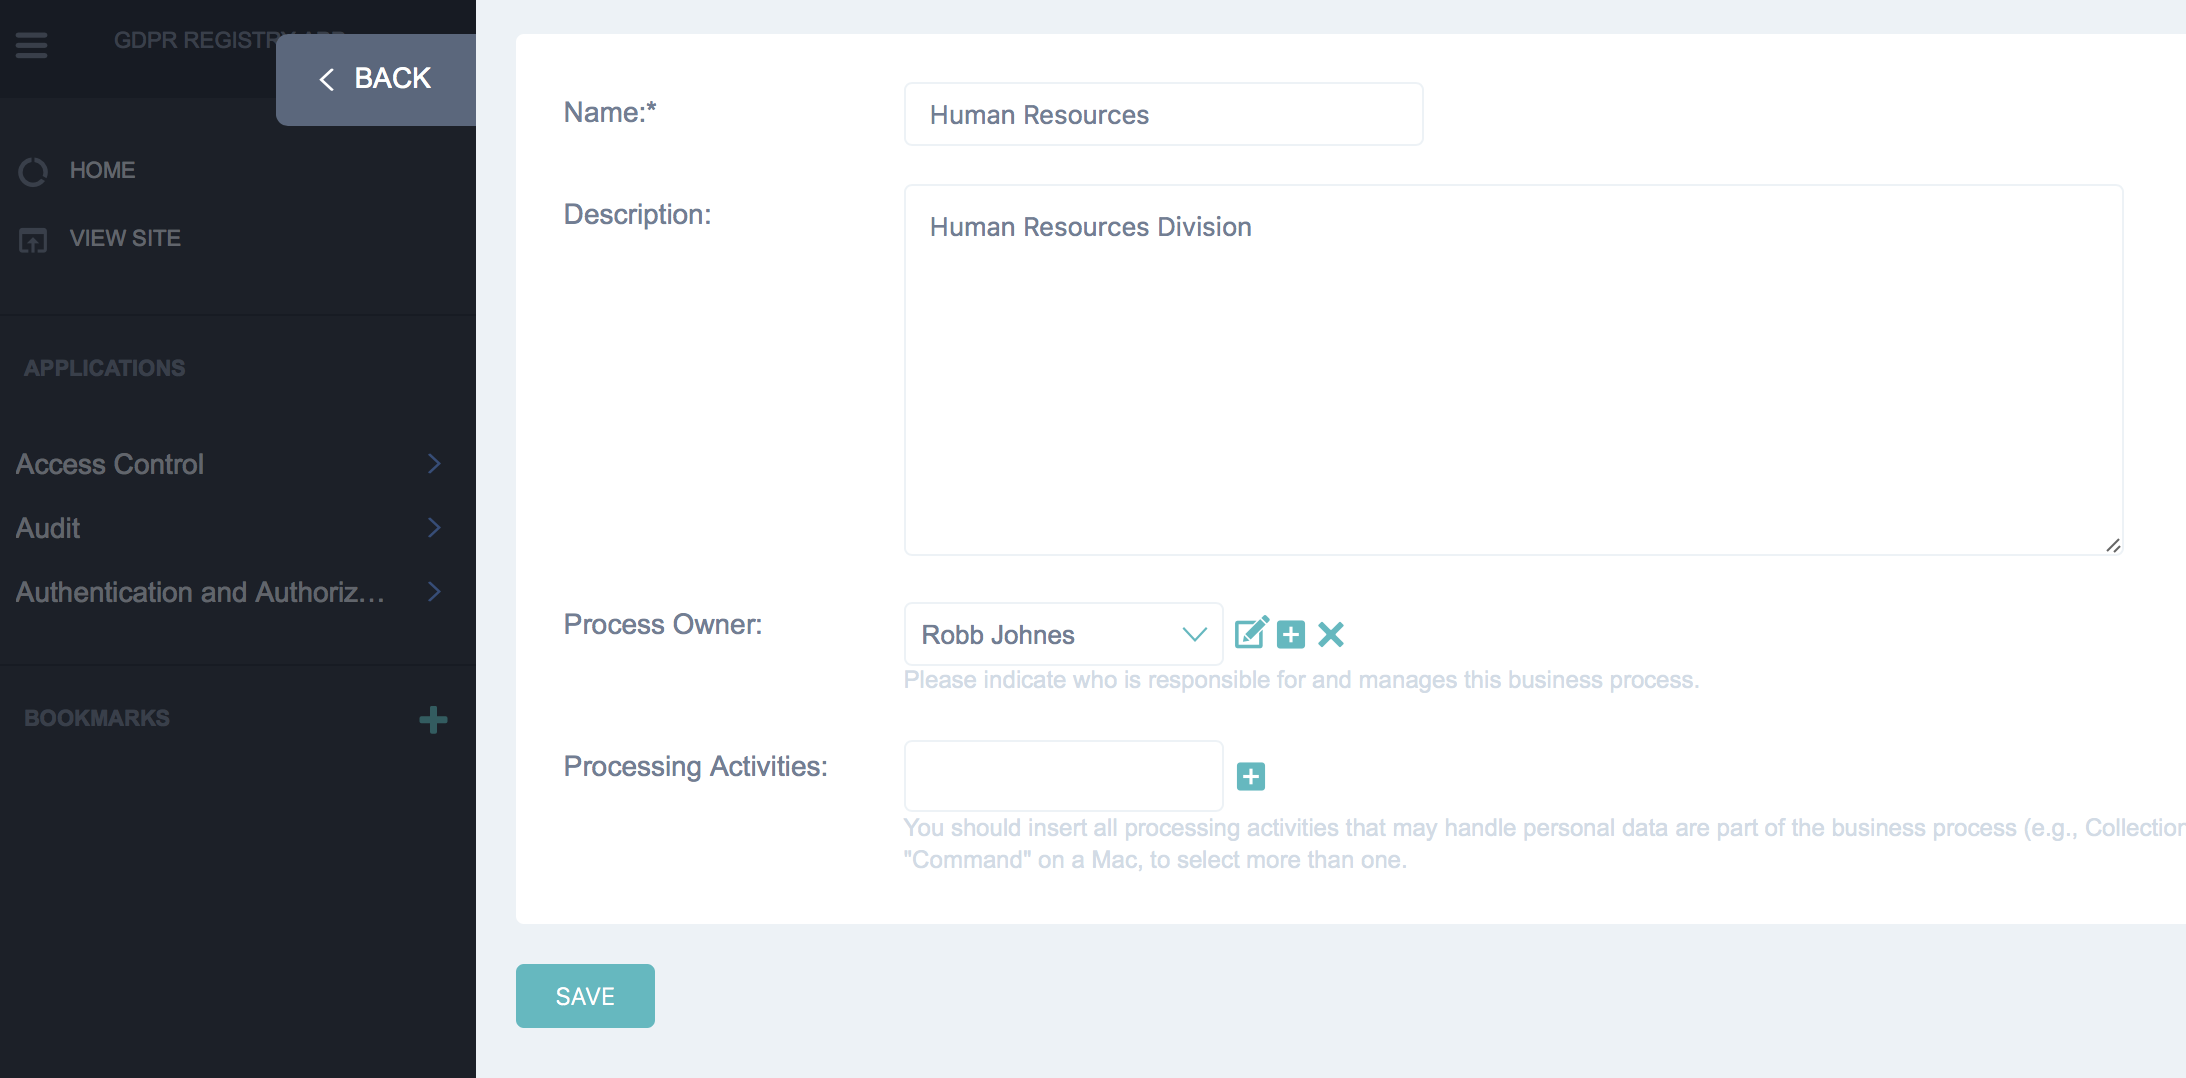 GDPR REGISTRY APP
BACK
HOME
VIEW SITE
APPLICATIONS
Access Control
Audit
Authentication and Authoriz...
BOOKMARKS
Name:*
Human Resources
Description:
Human Resources Division
Process Owner:
Robb Johnes
Please indicate who is responsible for and manages this business process.
Processing Activities:
You should insert all processing activities that may handle personal data are part of the business process (e.g., Collection
"Command" on a Mac, to select more than one.
SAVE